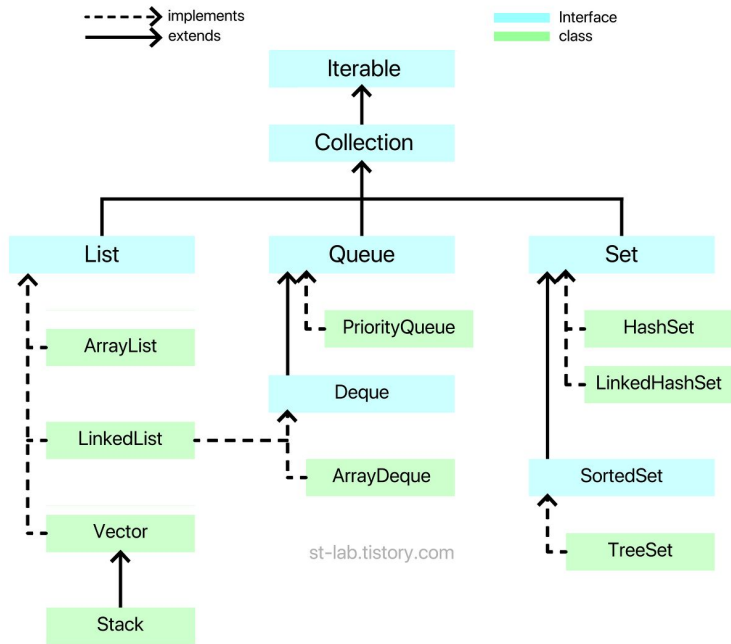 implements
extends
Interface
class
Iterable
Collection
List
Queue
Set
ArrayList
PriorityQueue
HashSet
LinkedHashSet
Deque
LinkedList
ArrayDeque
SortedSet
Vector
st-lab.tistory.com
TreeSet
Stack